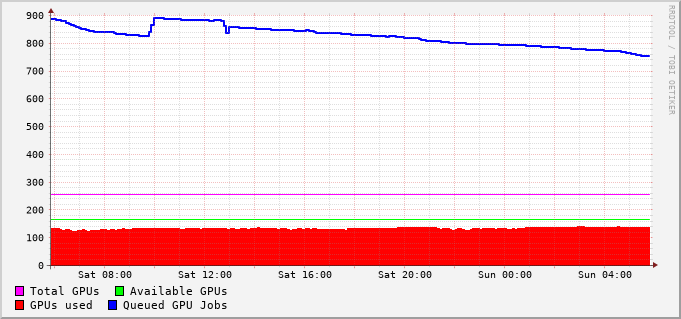 900
800
700
600
500
400
300
200
100
0
Sat 08:00 Sat 12:00 Sat 16:00 Sat 20:00 Sun 00:00 Sun 04:00
Total GPUs Available GPUs
GPUs used Queued GPU Jobs
RRDTOOL / TOBI OETIKER